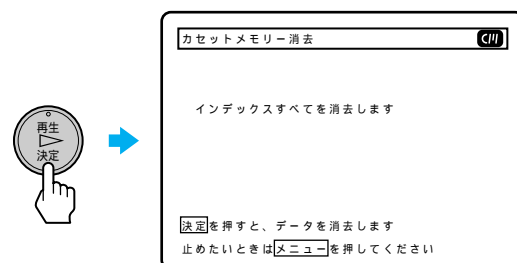 カセットメモリー消去 CM
インデックスすべてを消去します
再生
決定
決定を押すと、データを消去します
止めたいときはメニューを押してください